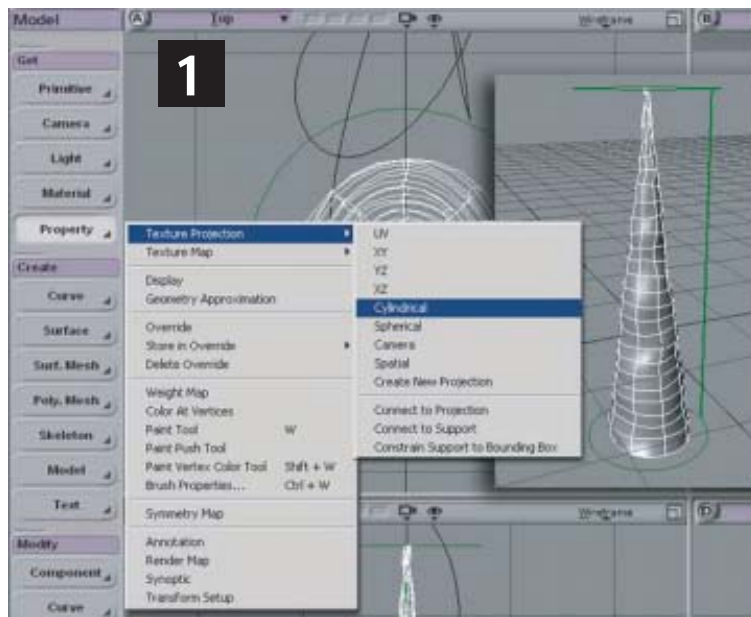 Model
A
Top
Wireframe
B
1
Get
Primitive
Camera
Light
Material
Property
Create
Curve
Surface
Surf. Mesh
Poly. Mesh
Skeleton
Model
Text
Modify
Component
Curve
Texture Projection
Texture Map
Display
Geometry Approximation
Override
Store in Override
Delete Override
Weight Map
Color At Vertices
Paint Tool W
Paint Push Tool
Paint Vertex Color Tool Shift + W
Brush Properties... Ctrl + W
Symmetry Map
Annotation
Render Map
Synoptic
Transform Setup
UV
XY
YZ
XZ
Cylindrical
Spherical
Camera
Spatial
Create New Projection
Connect to Projection
Connect to Support
Constrain Support to Bounding Box
Wireframe
D